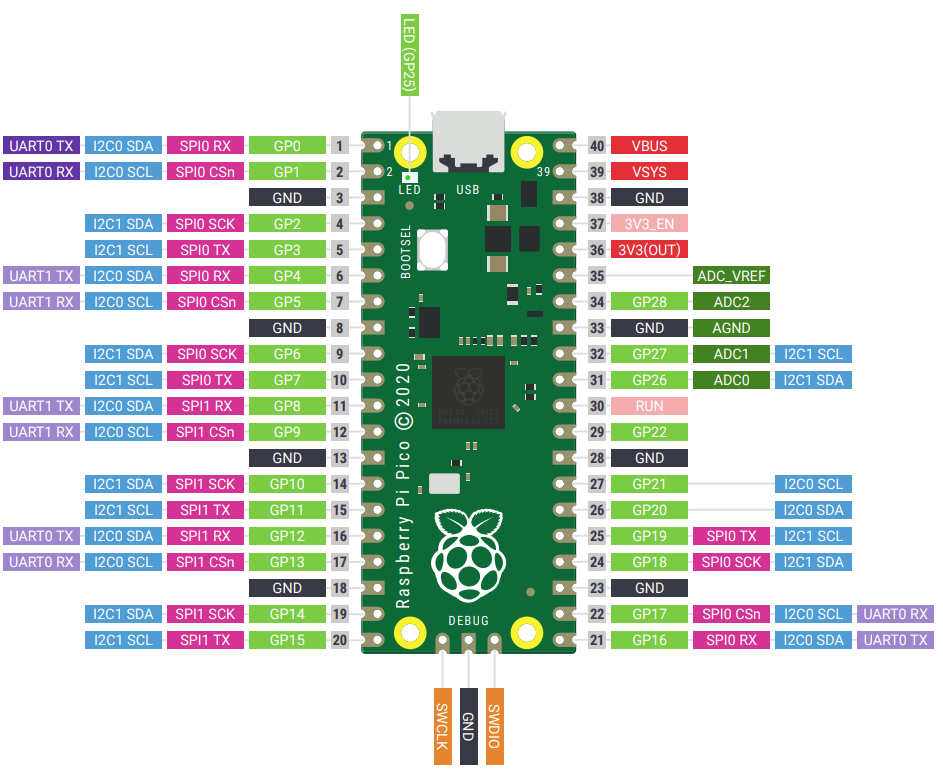 LED (GP25)
UART0 TX I2C0 SDA SPI0 RX GP0 1 1 40 VBUS
UART0 RX I2C0 SCL SPI0 CSn GP1 2 2 39 39 VSYS
GND 3 LED USB 38 GND
I2C1 SDA SPI0 SCK GP2 4 37 3V3_EN
I2C1 SCL SPI0 TX GP3 5 BOOTSEL 36 3V3(OUT)
UART1 TX I2C0 SDA SPI0 RX GP4 6 35 ADC_VREF
UART1 RX I2C0 SCL SPI0 CSn GP5 7 34 GP28 ADC2
GND 8 33 GND AGND
I2C1 SDA SPI0 SCK GP6 9 32 GP27 ADC1 I2C1 SCL
I2C1 SCL SPI0 TX GP7 10 31 GP26 ADC0 I2C1 SDA
UART1 TX I2C0 SDA SPI1 RX GP8 11 30 RUN
UART1 RX I2C0 SCL SPI1 CSn GP9 12 29 GP22
GND 13 28 GND
I2C1 SDA SPI1 SCK GP10 14 27 GP21 I2C0 SCL
I2C1 SCL SPI1 TX GP11 15 26 GP20 I2C0 SDA
UART0 TX I2C0 SDA SPI1 RX GP12 16 25 GP19 SPI0 TX I2C1 SCL
UART0 RX I2C0 SCL SPI1 CSn GP13 17 24 GP18 SPI0 SCK I2C1 SDA
GND 18 23 GND
I2C1 SDA SPI1 SCK GP14 19 22 GP17 SPI0 CSn I2C0 SCL UART0 RX
I2C1 SCL SPI1 TX GP15 20 21 GP16 SPI0 RX I2C0 SDA UART0 TX
Raspberry Pi Pico ©2020
DEBUG
SWCLK
GND
SWDIO